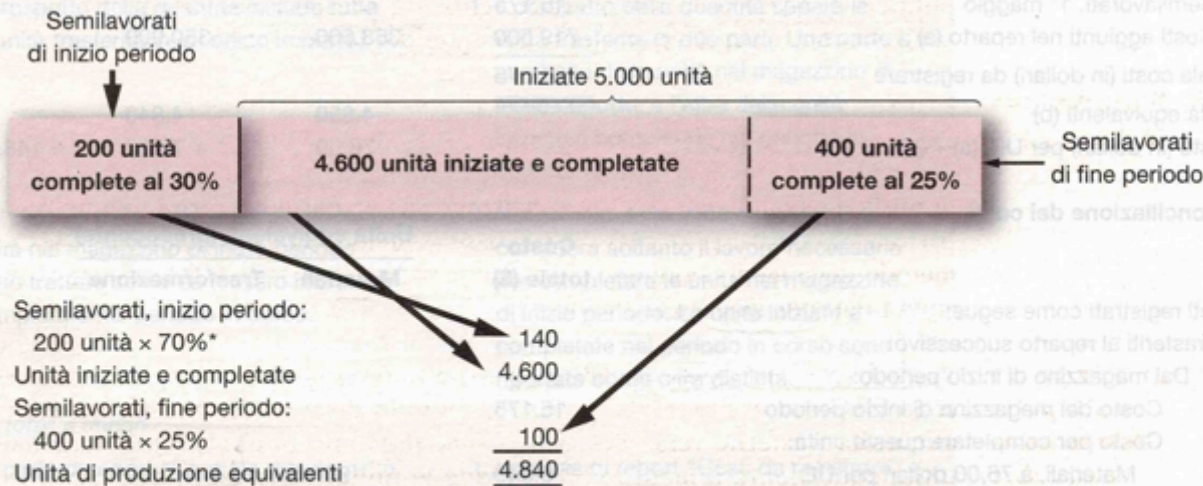 Semilavorati
di inizio periodo
Iniziate 5.000 unità
200 unità
complete al 30%
4.600 unità iniziate e completate
400 unità
complete al 25%
Semilavorati
di fine periodo
Semilavorati, inizio periodo:
200 unità × 70%* 140
Unità iniziate e completate 4.600
Semilavorati, fine periodo:
400 unità × 25% 100
Unità di produzione equivalenti 4.840